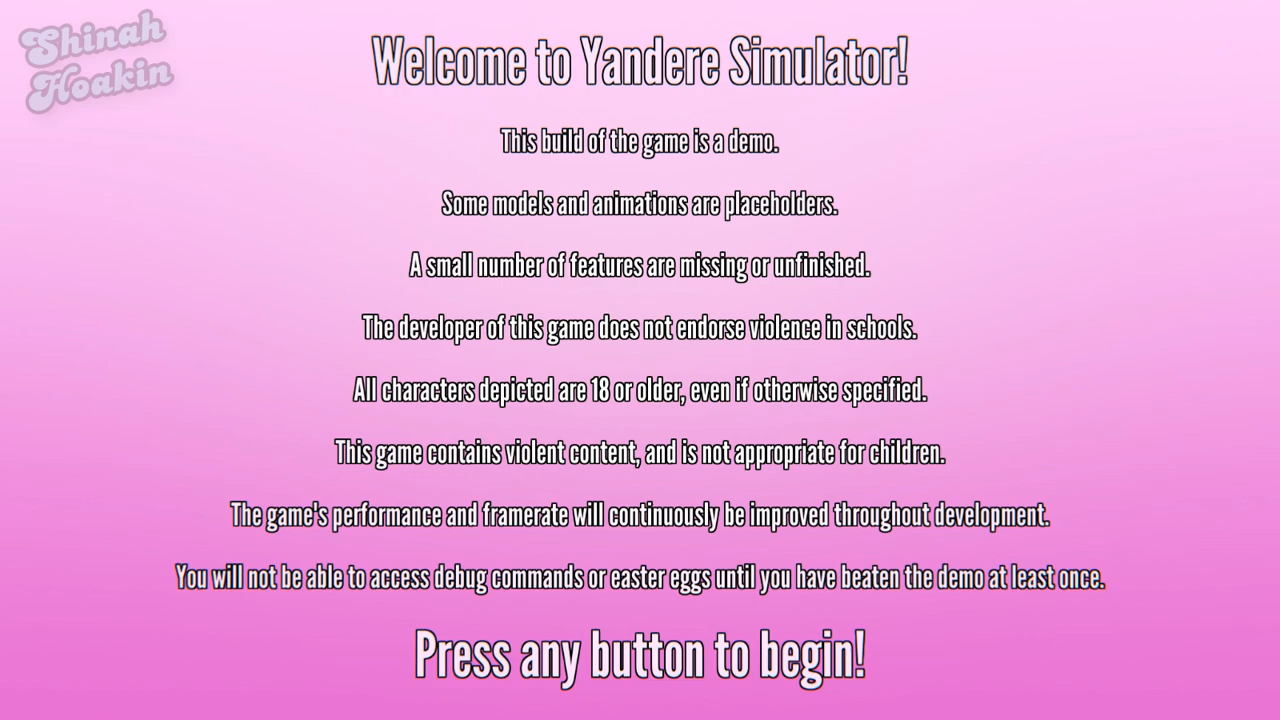 Shinah
Hoakin
Welcome to Yandere Simulator!
This build of the game is a demo.
Some models and animations are placeholders.
A small number of features are missing or unfinished.
The developer of this game does not endorse violence in schools.
All characters depicted are 18 or older, even if otherwise specified.
This game contains violent content, and is not appropriate for children.
The game's performance and framerate will continuously be improved throughout development.
You will not be able to access debug commands or easter eggs until you have beaten the demo at least once.
Press any button to begin!